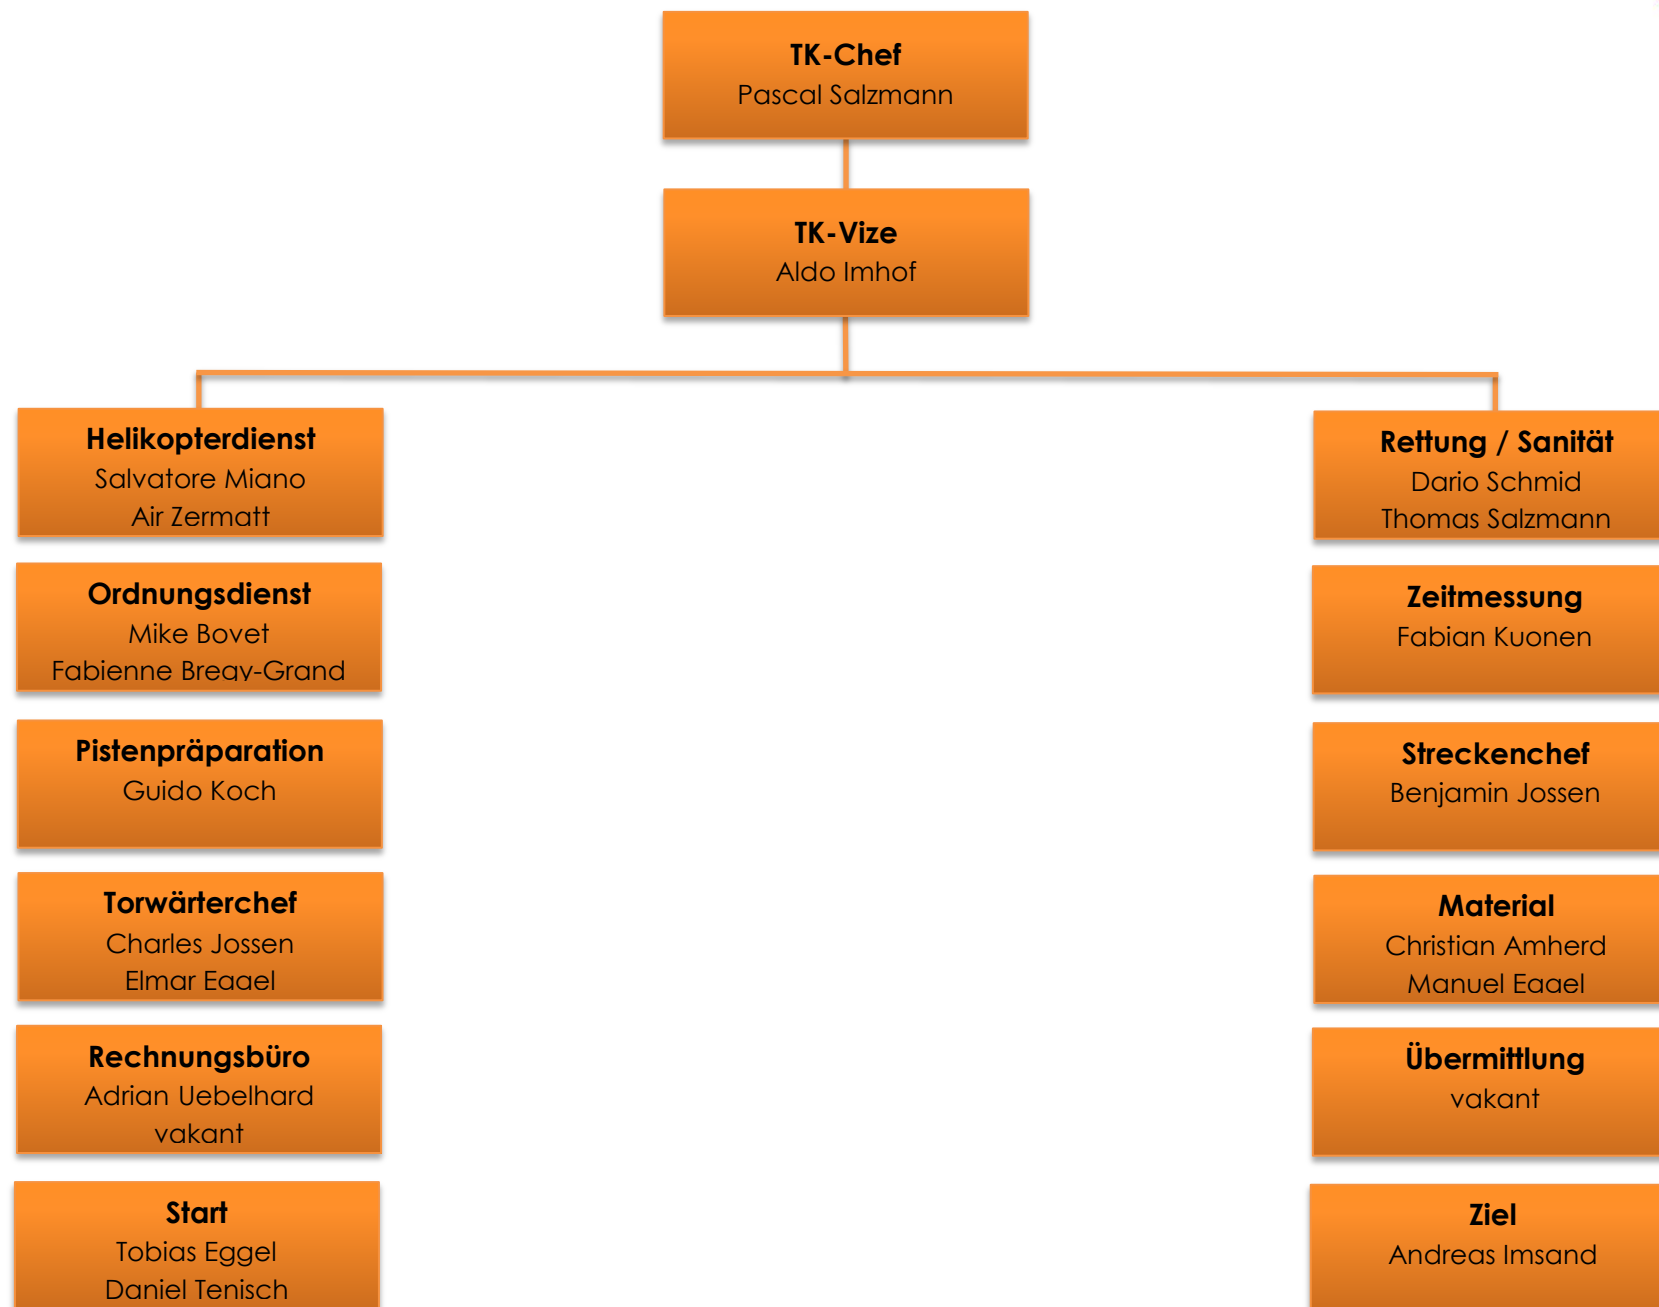 TK-Chef
Pascal Salzmann
TK-Vize
Aldo Imhof
Helikopterdienst
Salvatore Miano
Air Zermatt
Ordnungsdienst
Mike Bovet
Fabienne Bregy-Grand
Pistenpräparation
Guido Koch
Torwärterchef
Charles Jossen
Elmar Eggel
Rechnungsbüro
Adrian Uebelhard
vakant
Start
Tobias Eggel
Daniel Tenisch
Rettung / Sanität
Dario Schmid
Thomas Salzmann
Zeitmessung
Fabian Kuonen
Streckenchef
Benjamin Jossen
Material
Christian Amherd
Manuel Eggel
Übermittlung
vakant
Ziel
Andreas Imsand